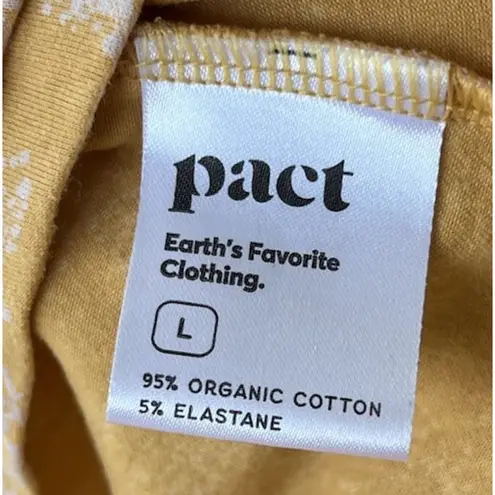 pact
Earth's Favorite
Clothing.
L
95% ORGANIC COTTON
5% ELASTANE